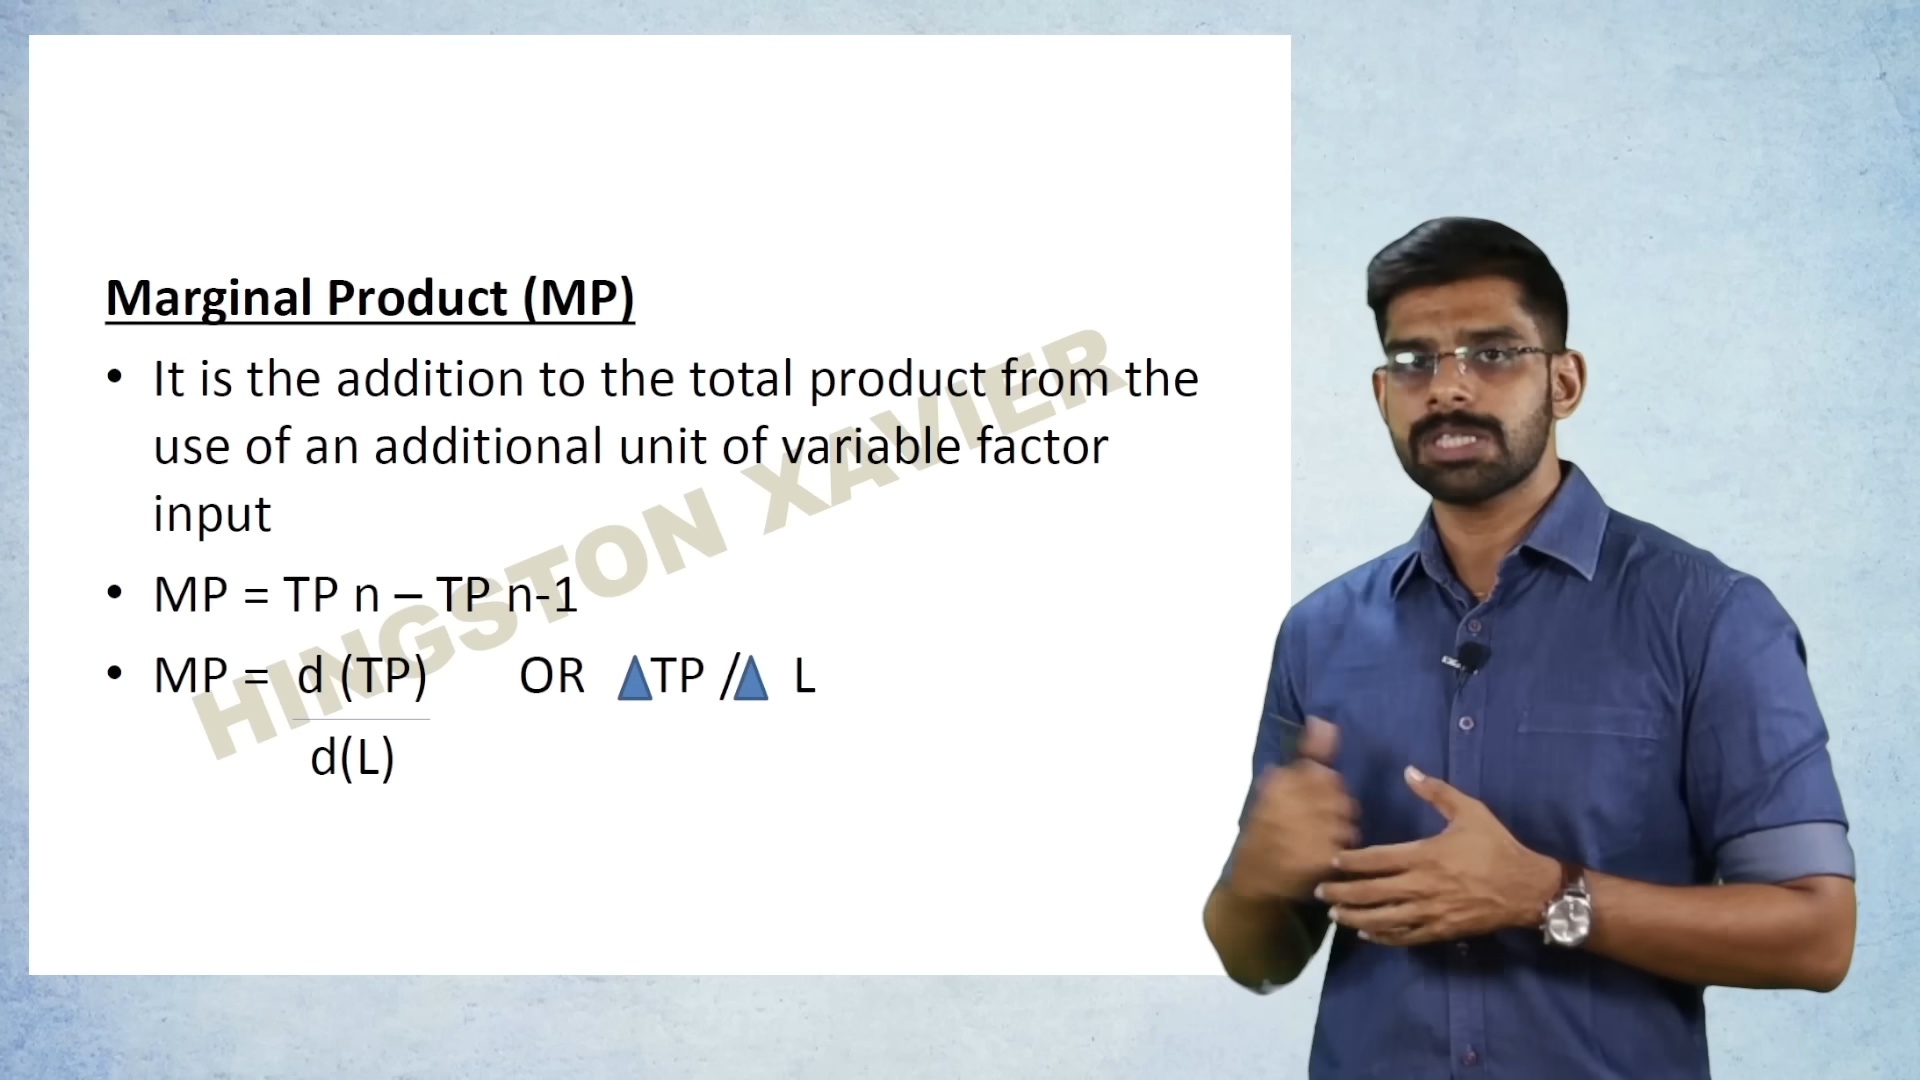 Marginal Product (MP)
• It is the addition to the total product from the
use of an additional unit of variable factor
input
• MP = TP n – TP n-1
• MP = d (TP) OR ΔTP /Δ L
d(L)
HINGSTON XAVIER